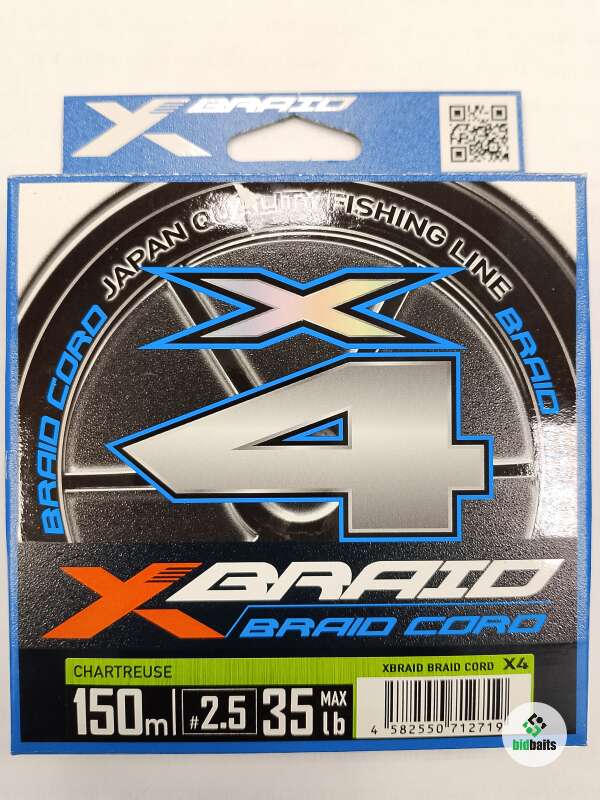 X BRAID
JAPAN QUALITY FISHING LINE
BRAID CORD
BRAID
X
4
XBRAID
BRAID CORD
CHARTREUSE
XBRAID BRAID CORD X4
150m
#2.5
35 MAX lb
4 582550 712719
bidbaits